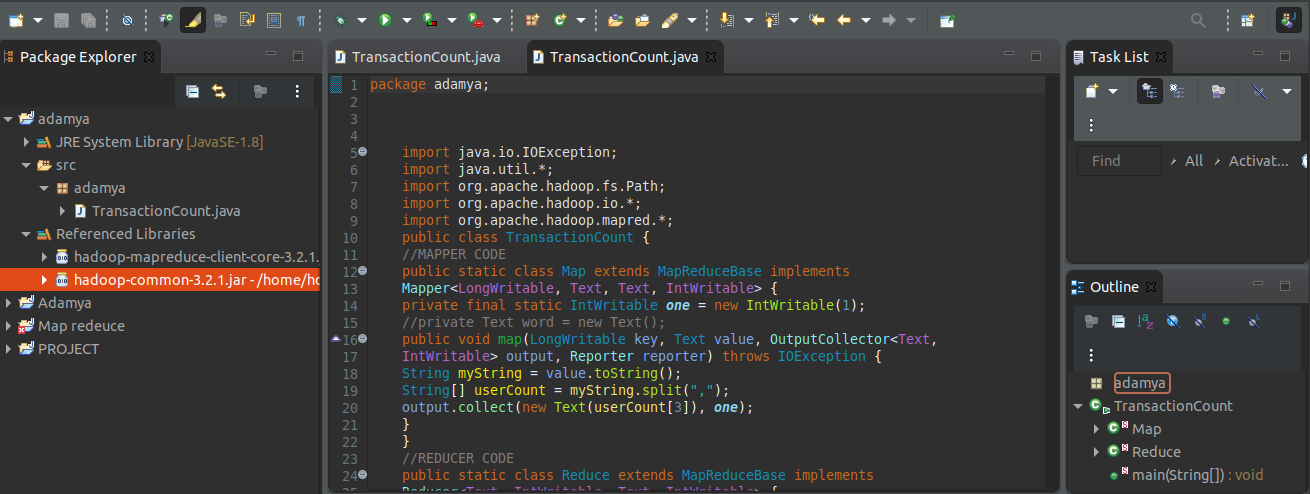 Package Explorer
adamya
JRE System Library [JavaSE-1.8]
src
adamya
TransactionCount.java
Referenced Libraries
hadoop-mapreduce-client-core-3.2.1.
hadoop-common-3.2.1.jar - /home/ho
Adamya
Map redeuce
PROJECT
TransactionCount.java
TransactionCount.java
1 package adamya;
2
3
4
5 import java.io.IOException;
6 import java.util.*;
7 import org.apache.hadoop.fs.Path;
8 import org.apache.hadoop.io.*;
9 import org.apache.hadoop.mapred.*;
10 public class TransactionCount {
11 //MAPPER CODE
12 public static class Map extends MapReduceBase implements
13 Mapper<LongWritable, Text, Text, IntWritable> {
14 private final static IntWritable one = new IntWritable(1);
15 //private Text word = new Text();
16 public void map(LongWritable key, Text value, OutputCollector<Text,
17 IntWritable> output, Reporter reporter) throws IOException {
18 String myString = value.toString();
19 String[] userCount = myString.split(",");
20 output.collect(new Text(userCount[3]), one);
21 }
22 }
23 //REDUCER CODE
24 public static class Reduce extends MapReduceBase implements
25 Reducer<Text, IntWritable, Text, IntWritable> {
Task List
Find
All
Activat...
Outline
adamya
TransactionCount
Map
Reduce
main(String[]) : void